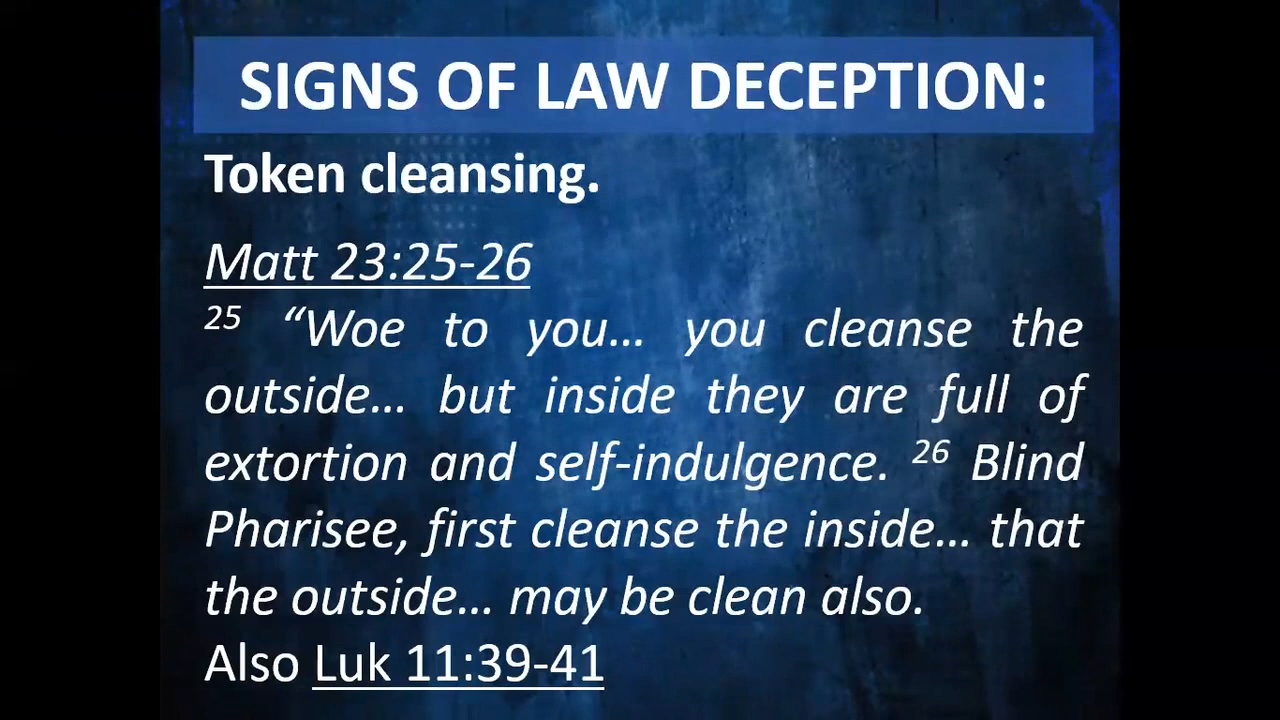 SIGNS OF LAW DECEPTION:
Token cleansing.
Matt 23:25-26
25 “Woe to you… you cleanse the
outside… but inside they are full of
extortion and self-indulgence. 26 Blind
Pharisee, first cleanse the inside… that
the outside… may be clean also.
Also Luk 11:39-41